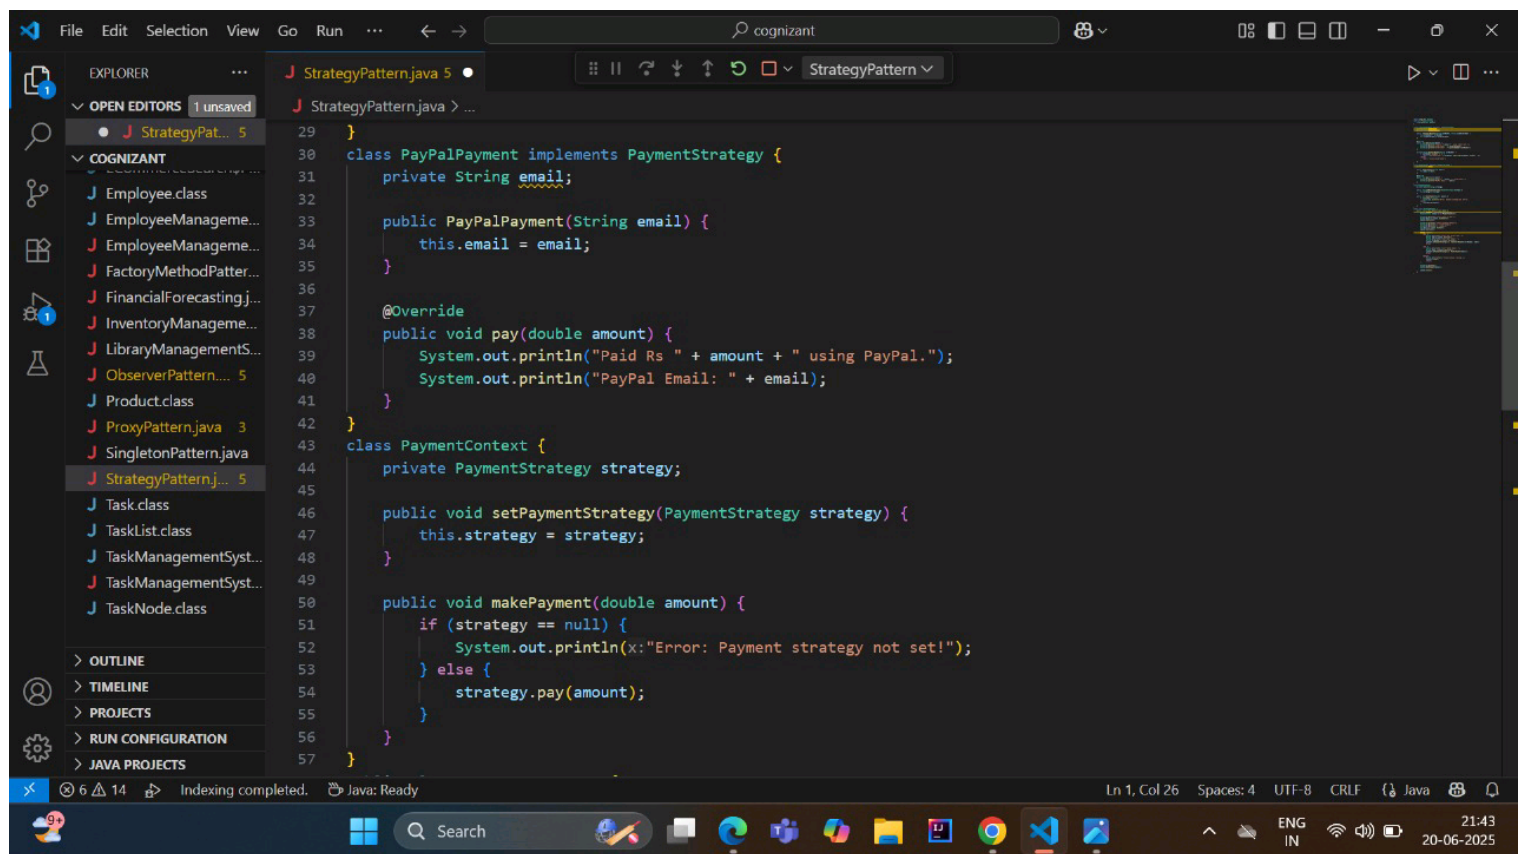 File Edit Selection View Go Run ... cognizant
EXPLORER ...
OPEN EDITORS 1 unsaved
StrategyPat... 5
COGNIZANT
Employee.class
EmployeeManageme...
EmployeeManageme...
FactoryMethodPatter...
FinancialForecasting.j...
InventoryManageme...
LibraryManagementS...
ObserverPattern.... 5
Product.class
ProxyPattern.java 3
SingletonPattern.java
StrategyPattern.j... 5
Task.class
TaskList.class
TaskManagementSyst...
TaskManagementSyst...
TaskNode.class
OUTLINE
TIMELINE
PROJECTS
RUN CONFIGURATION
JAVA PROJECTS
1
1
StrategyPattern.java 5
StrategyPattern
StrategyPattern.java > ...
29 }
30 class PayPalPayment implements PaymentStrategy {
31 private String email;
32
33 public PayPalPayment(String email) {
34 this.email = email;
35 }
36
37 @Override
38 public void pay(double amount) {
39 System.out.println("Paid Rs " + amount + " using PayPal.");
40 System.out.println("PayPal Email: " + email);
41 }
42 }
43 class PaymentContext {
44 private PaymentStrategy strategy;
45
46 public void setPaymentStrategy(PaymentStrategy strategy) {
47 this.strategy = strategy;
48 }
49
50 public void makePayment(double amount) {
51 if (strategy == null) {
52 System.out.println(x:"Error: Payment strategy not set!");
53 } else {
54 strategy.pay(amount);
55 }
56 }
57 }
6 14 Indexing completed. Java: Ready Ln 1, Col 26 Spaces: 4 UTF-8 CRLF Java
9+ Search ENG IN 21:43 20-06-2025